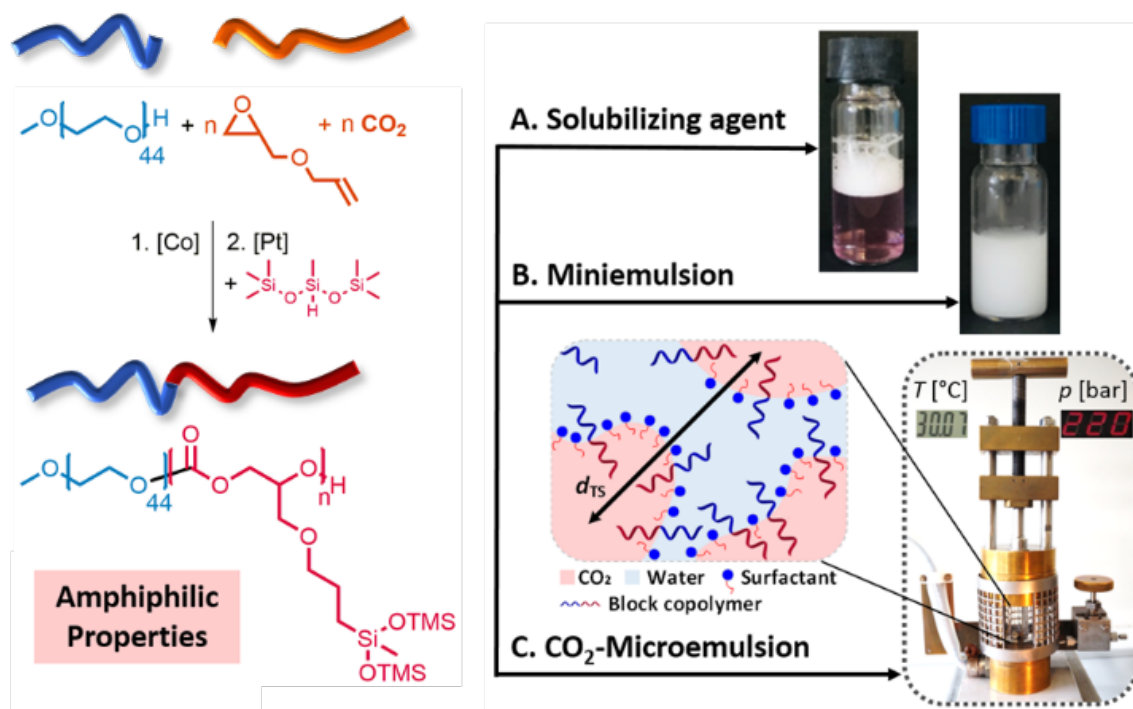 O
H
O
44
+ n
O
O
+ n CO₂
1. [Co]
2. [Pt]
+
Si
Si
Si
O
H
O
O
44
O
O
O
n
H
O
Si
OTMS
OTMS
Amphiphilic
Properties
A. Solubilizing agent
B. Miniemulsion
dTS
CO₂ Water Surfactant
Block copolymer
T [°C]
p [bar]
30.07
220
C. CO₂-Microemulsion